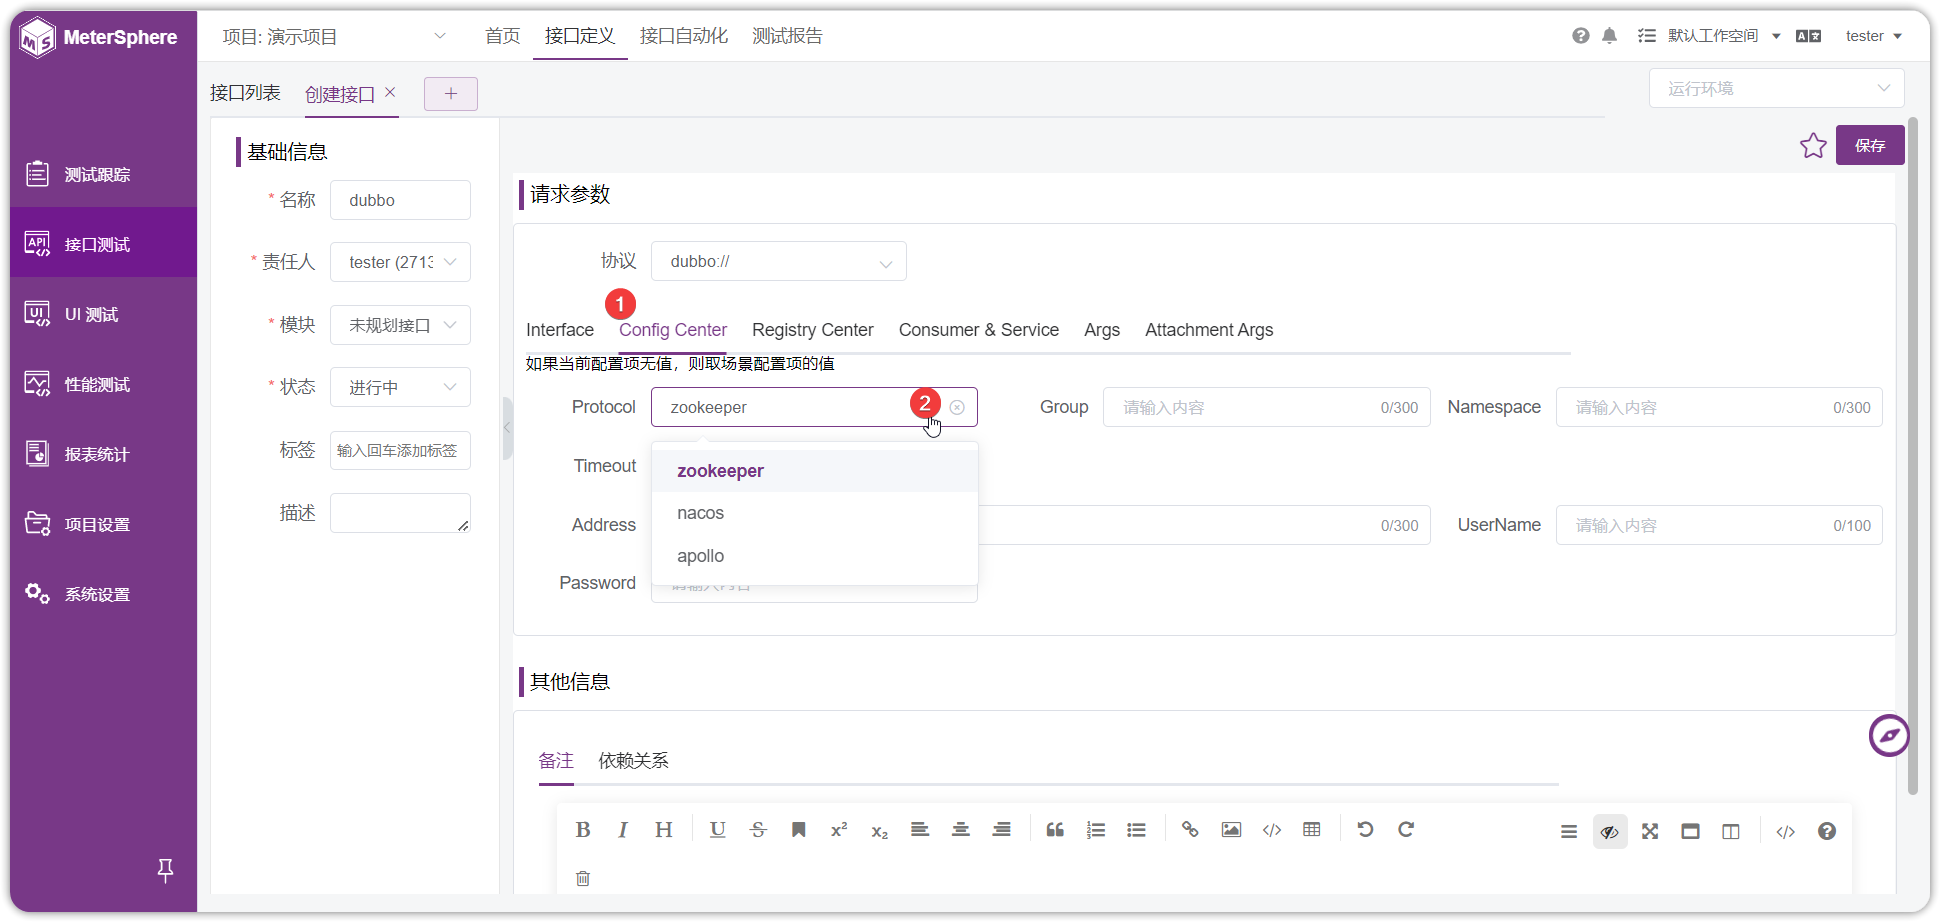 MeterSphere
项目: 演示项目
首页
接口定义
接口自动化
测试报告
默认工作空间
tester
接口列表
创建接口
+
运行环境
测试跟踪
接口测试
UI 测试
性能测试
报表统计
项目设置
系统设置
基础信息
* 名称
dubbo
* 责任人
tester (2713
* 模块
未规划接口
* 状态
进行中
标签
输入回车添加标签
描述
保存
请求参数
协议
dubbo://
1
Interface
Config Center
Registry Center
Consumer & Service
Args
Attachment Args
如果当前配置项无值，则取场景配置项的值
Protocol
zookeeper
2
Group
请输入内容
0/300
Namespace
请输入内容
0/300
Timeout
zookeeper
nacos
apollo
Address
0/300
UserName
请输入内容
0/100
Password
请输入内容
其他信息
备注
依赖关系